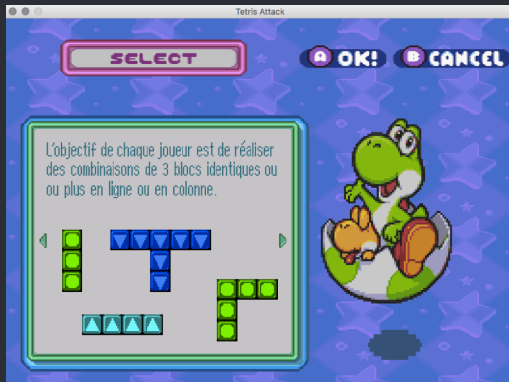 Tetris Attack
SELECT
A OK! B CANCEL
L'objectif de chaque joueur est de réaliser
des combinaisons de 3 blocs identiques ou
ou plus en ligne ou en colonne.